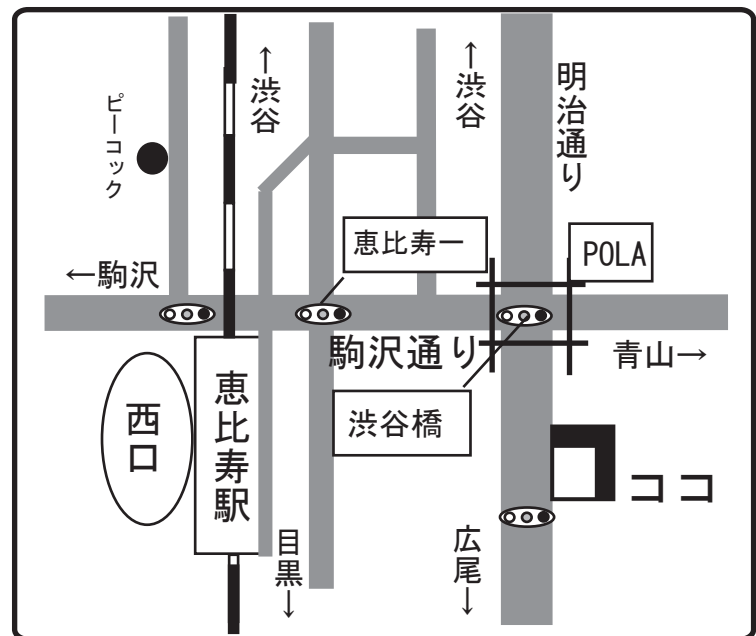 ↑渋谷
↑渋谷
明治通り
ピーコック
恵比寿一
POLA
←駒沢
駒沢通り
青山→
西口
恵比寿駅
渋谷橋
ココ
目黒↓
広尾↓